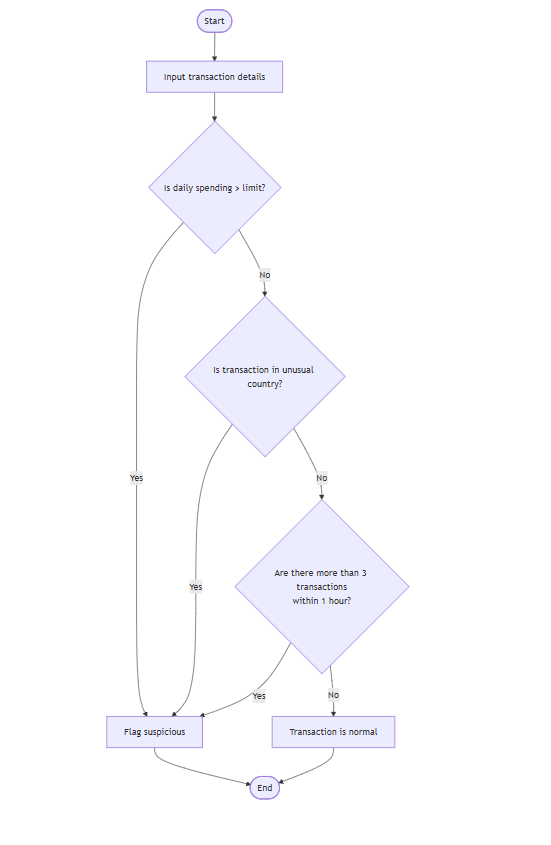 Start
Input transaction details
Is daily spending > limit?
No
Is transaction in unusual
country?
Yes
No
Are there more than 3
transactions
within 1 hour?
Yes
Yes
No
Flag suspicious
Transaction is normal
End